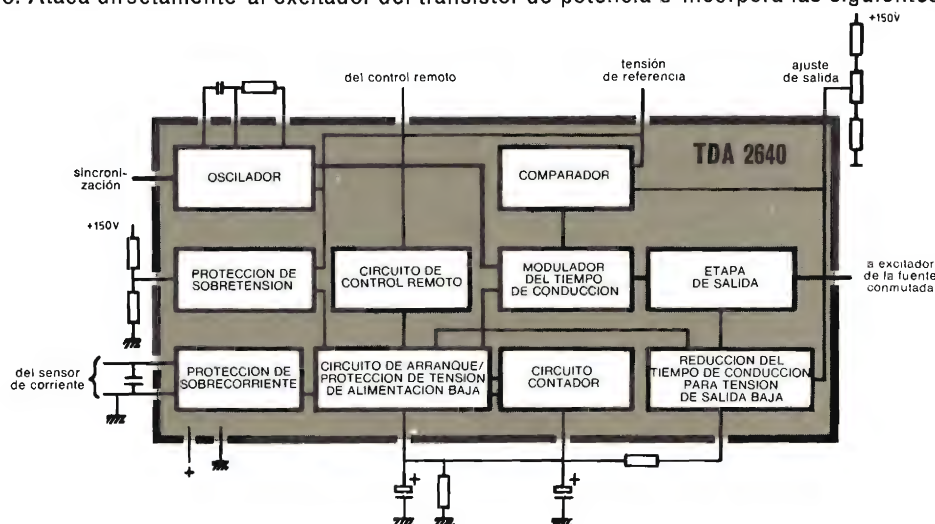 Ataca directamente al excitador del transistor de potencia e incorpora las siguientes
+150V
del control remoto
tensión
de referencia
ajuste
de salida
TDA 2640
sincroni-
zación
OSCILADOR
COMPARADOR
+150V
PROTECCION DE
SOBRETENSION
CIRCUITO DE
CONTROL REMOTO
MODULADOR
DEL TIEMPO
DE CONDUCCION
ETAPA
DE SALIDA
a excitador
de la fuente
conmutada
del sensor
de corriente
PROTECCION DE
SOBRECORRIENTE
CIRCUITO DE ARRANQUE/
PROTECCION DE TENSION
DE ALIMENTACION BAJA
CIRCUITO
CONTADOR
REDUCCION DEL
TIEMPO DE CONDUCCION
PARA TENSION
DE SALIDA BAJA
+
+
+